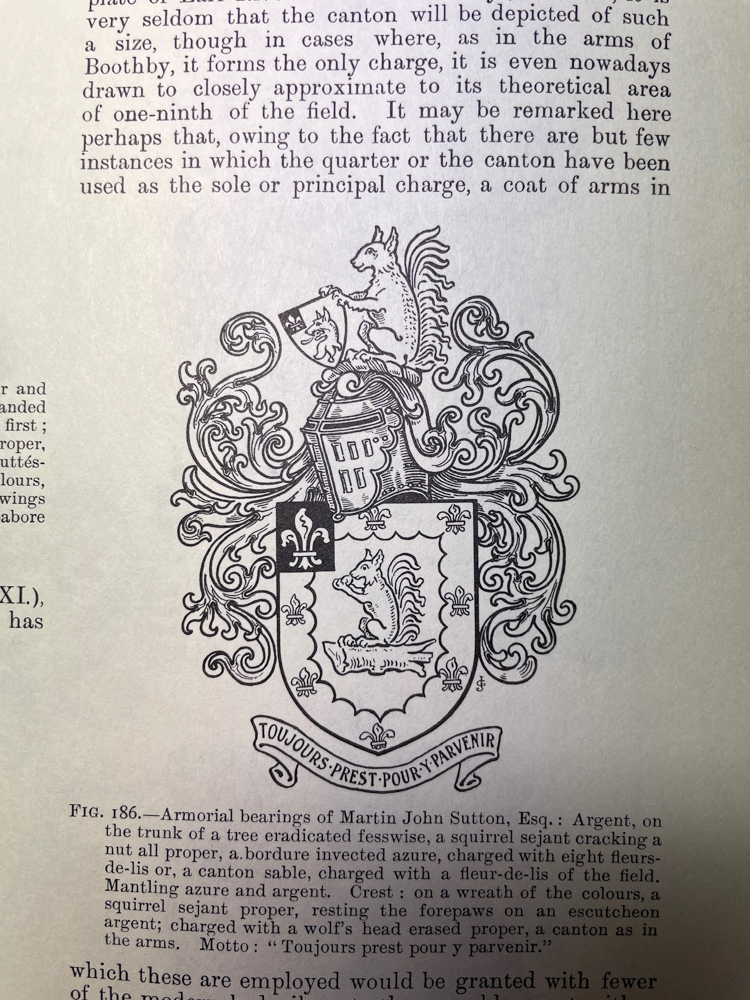 very seldom that the canton will be depicted of such
a size, though in cases where, as in the arms of
Boothby, it forms the only charge, it is even nowadays
drawn to closely approximate to its theoretical area
of one-ninth of the field. It may be remarked here
perhaps that, owing to the fact that there are but few
instances in which the quarter or the canton have been
used as the sole or principal charge, a coat of arms in
r and
anded
first ;
roper,
uttés-
lours,
wings
abore
XI.),
has
TOUJOURS·PREST·POUR·Y·PARVENIR
FIG. 186.—Armorial bearings of Martin John Sutton, Esq. : Argent, on
the trunk of a tree eradicated fesswise, a squirrel sejant cracking a
nut all proper, a bordure invected azure, charged with eight fleurs-
de-lis or, a canton sable, charged with a fleur-de-lis of the field.
Mantling azure and argent. Crest : on a wreath of the colours, a
squirrel sejant proper, resting the forepaws on an escutcheon
argent; charged with a wolf's head erased proper, a canton as in
the arms. Motto : “ Toujours prest pour y parvenir.”
which these are employed would be granted with fewer
of the modern